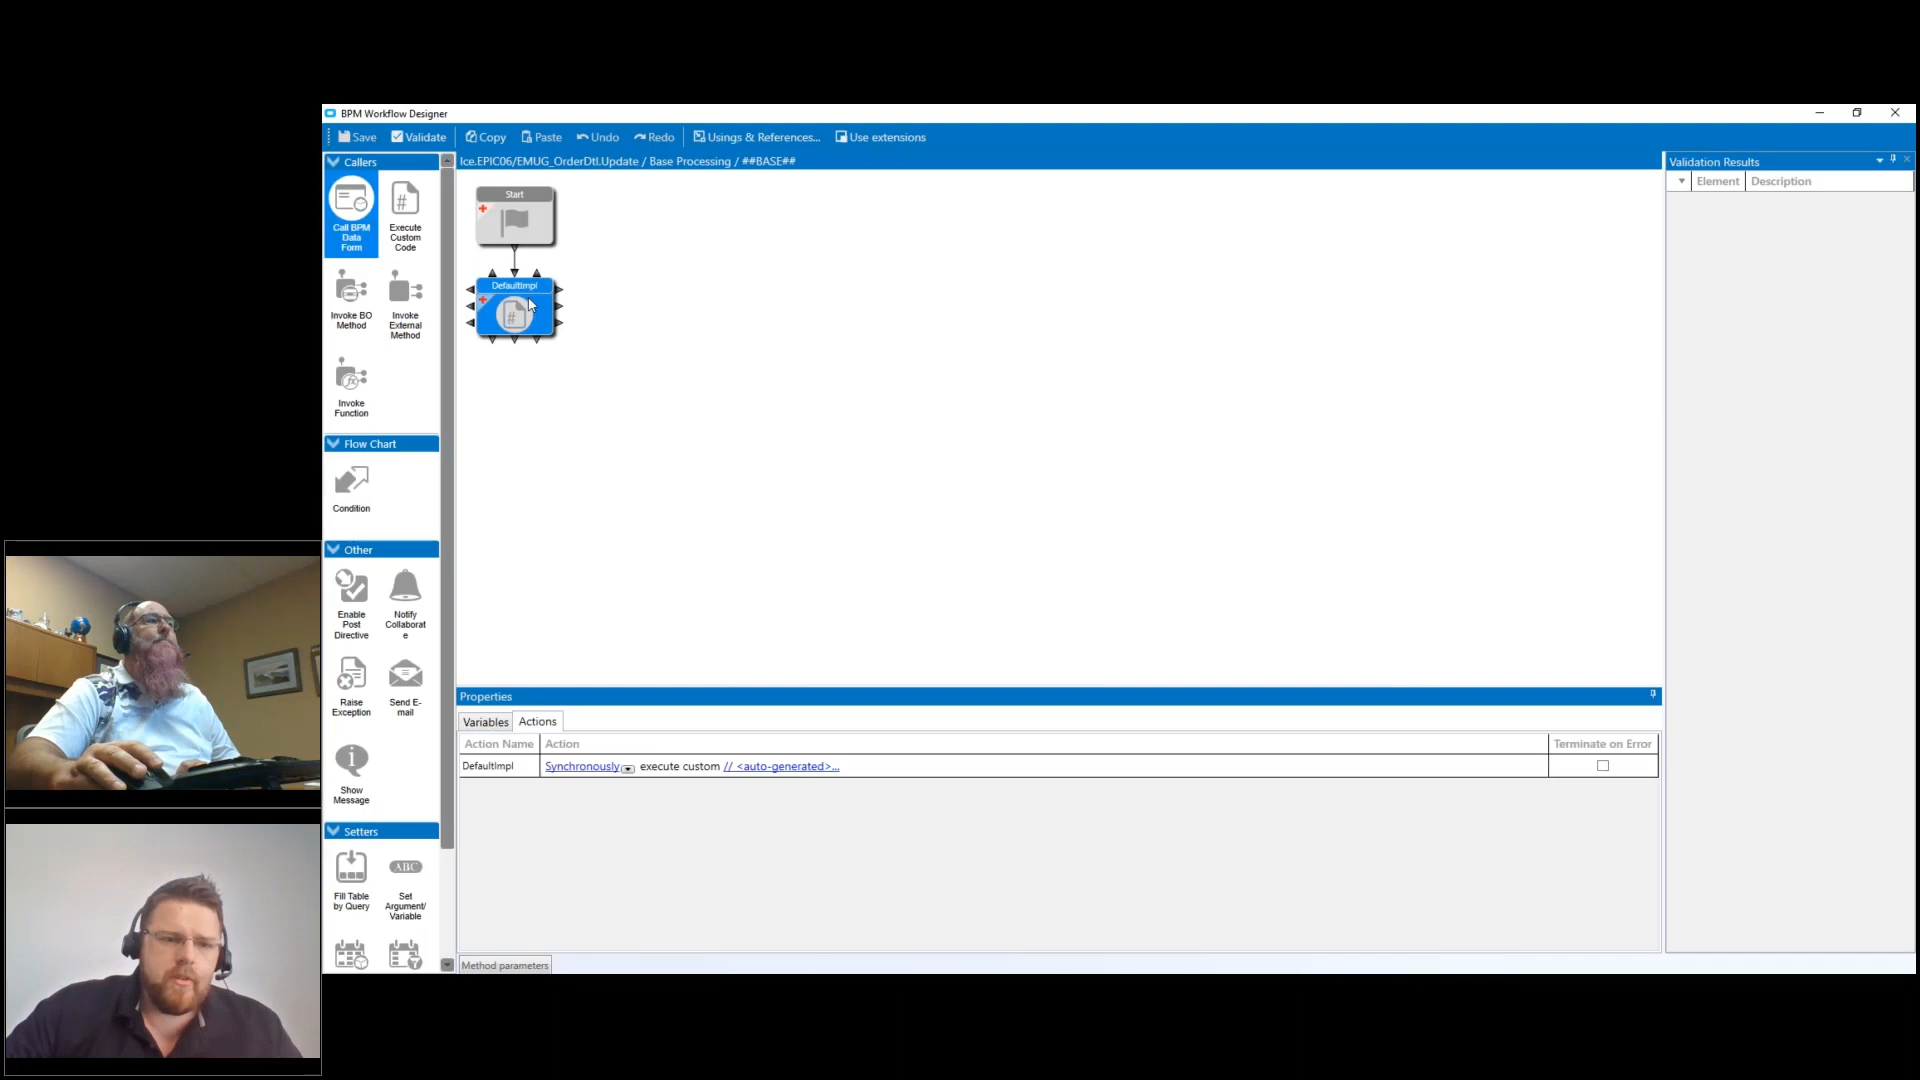 BPM Workflow Designer
Save Validate Copy Paste Undo Redo Usings & References... Use extensions
Callers
Ice.EPIC06/EMUG_OrderDtl.Update / Base Processing / ##BASE##
Validation Results
Element Description
Call BPM
Data
Form
Execute
Custom
Code
Start
DefaultImpl
#
#
Invoke BO
Method
Invoke
External
Method
Invoke
Function
Flow Chart
Condition
Other
Enable
Post
Directive
Notify
Collaborat
e
Raise
Exception
Send E-
mail
Show
Message
Setters
ABC
Fill Table
by Query
Set
Argument/
Variable
Properties
Variables Actions
Action Name Action Terminate on Error
DefaultImpl Synchronously execute custom // <auto-generated>...
Method parameters